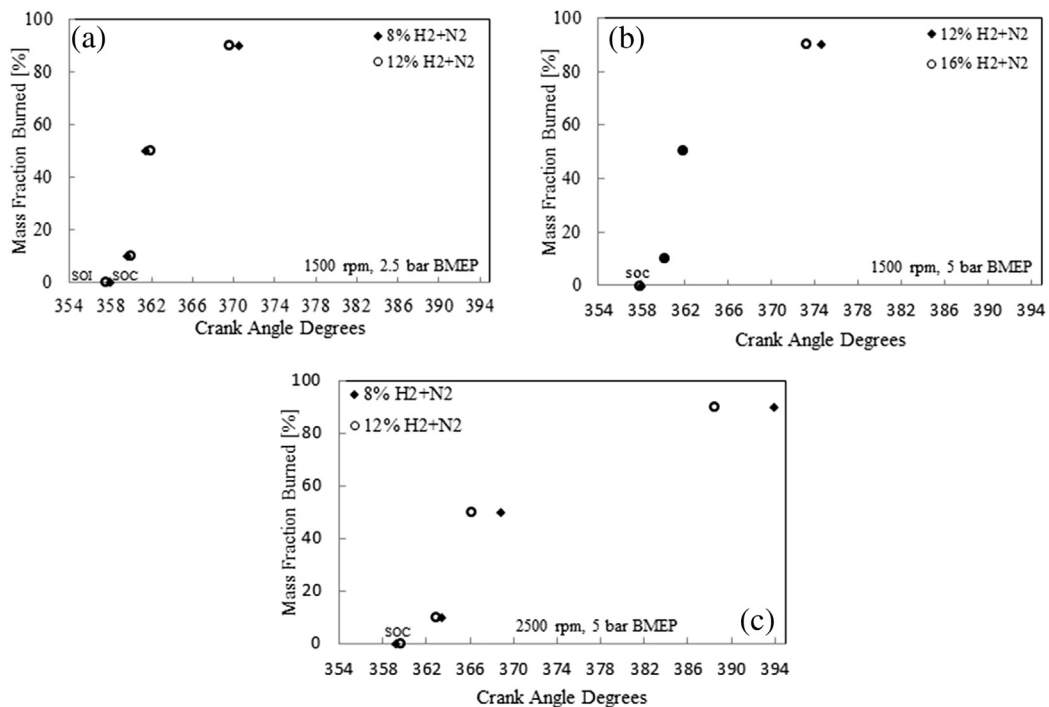 (a)
100
80
60
40
20
0
Mass Fraction Burned [%]
8% H2+N2
12% H2+N2
SOI
SOC
1500 rpm, 2.5 bar BMEP
354 358 362 366 370 374 378 382 386 390 394
Crank Angle Degrees
(b)
100
80
60
40
20
0
Mass Fraction Burned [%]
12% H2+N2
16% H2+N2
SOC
1500 rpm, 5 bar BMEP
354 358 362 366 370 374 378 382 386 390 394
Crank Angle Degrees
100
80
60
40
20
0
Mass Fraction Burned [%]
8% H2+N2
12% H2+N2
SOC
2500 rpm, 5 bar BMEP
(c)
354 358 362 366 370 374 378 382 386 390 394
Crank Angle Degrees